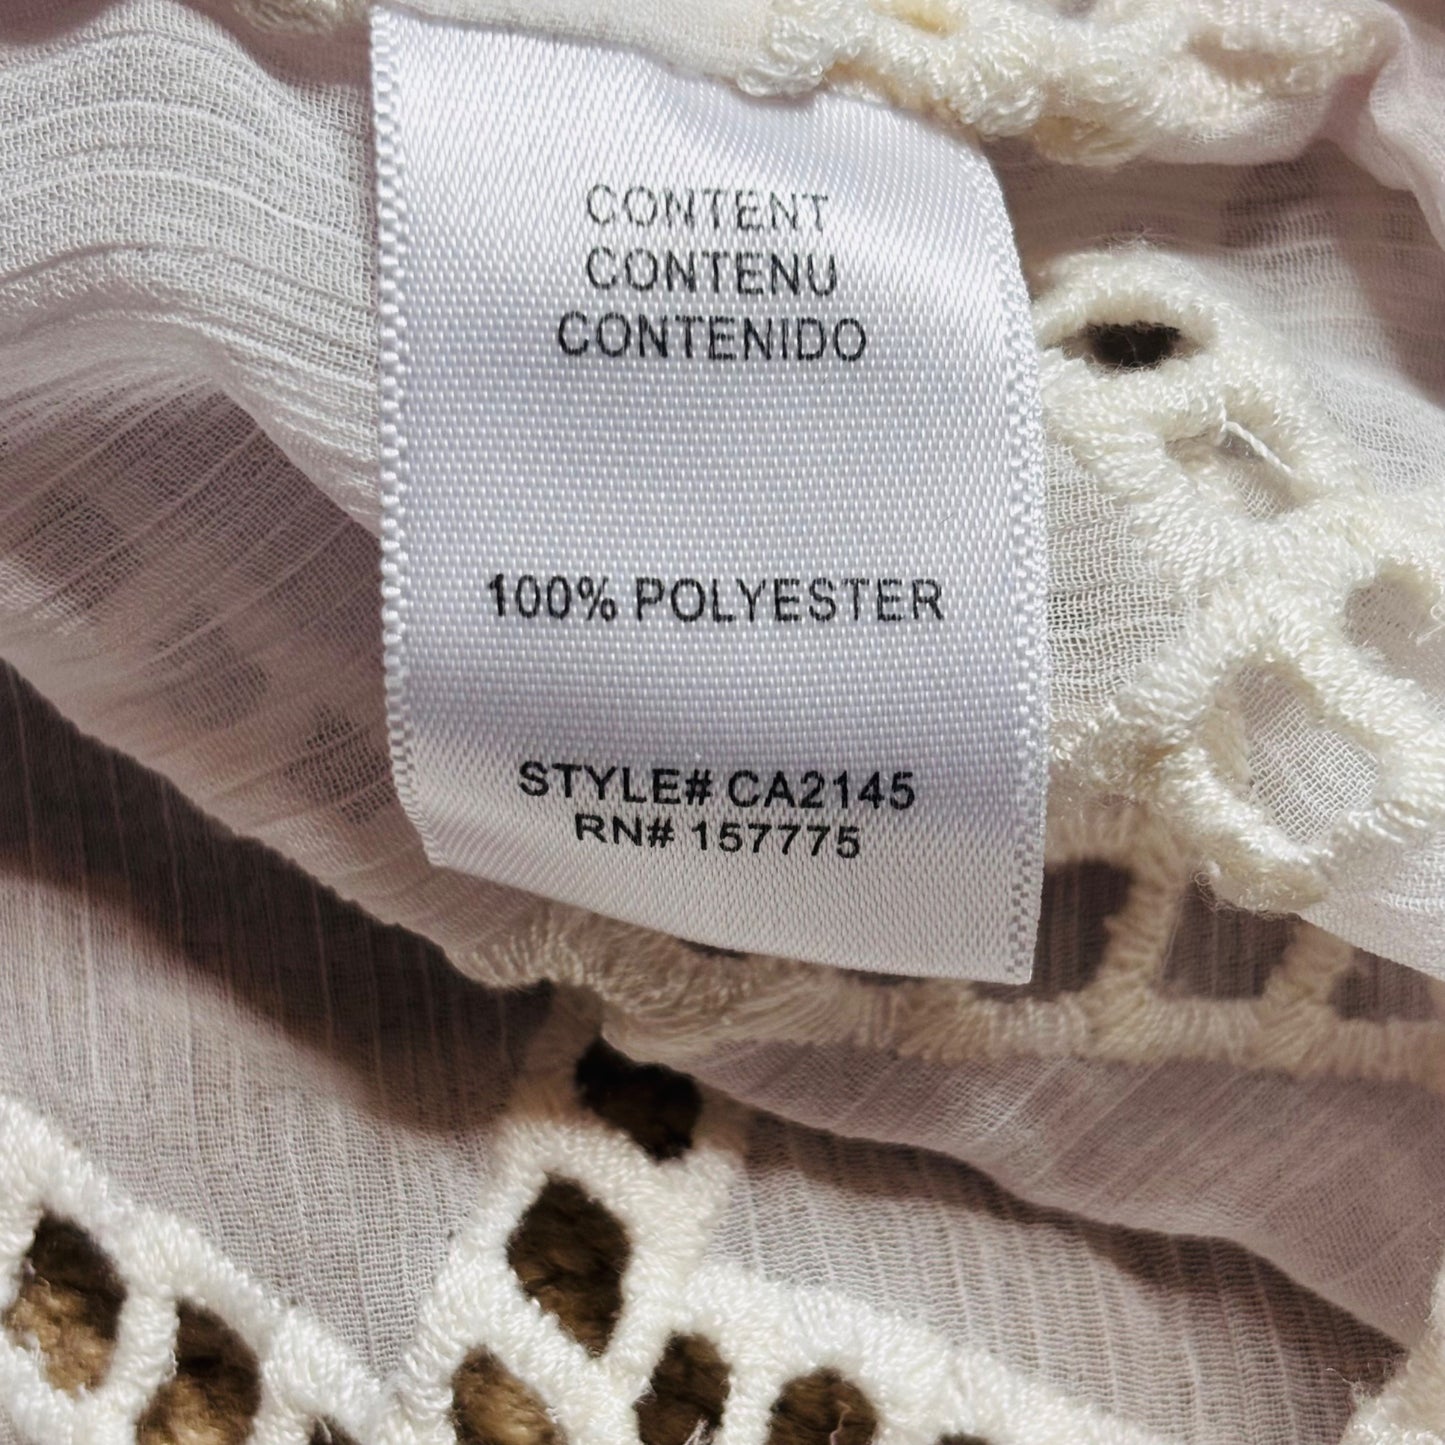 CONTENT
CONTENU
CONTENIDO
100% POLYESTER
STYLE# CA2145
RN# 157775